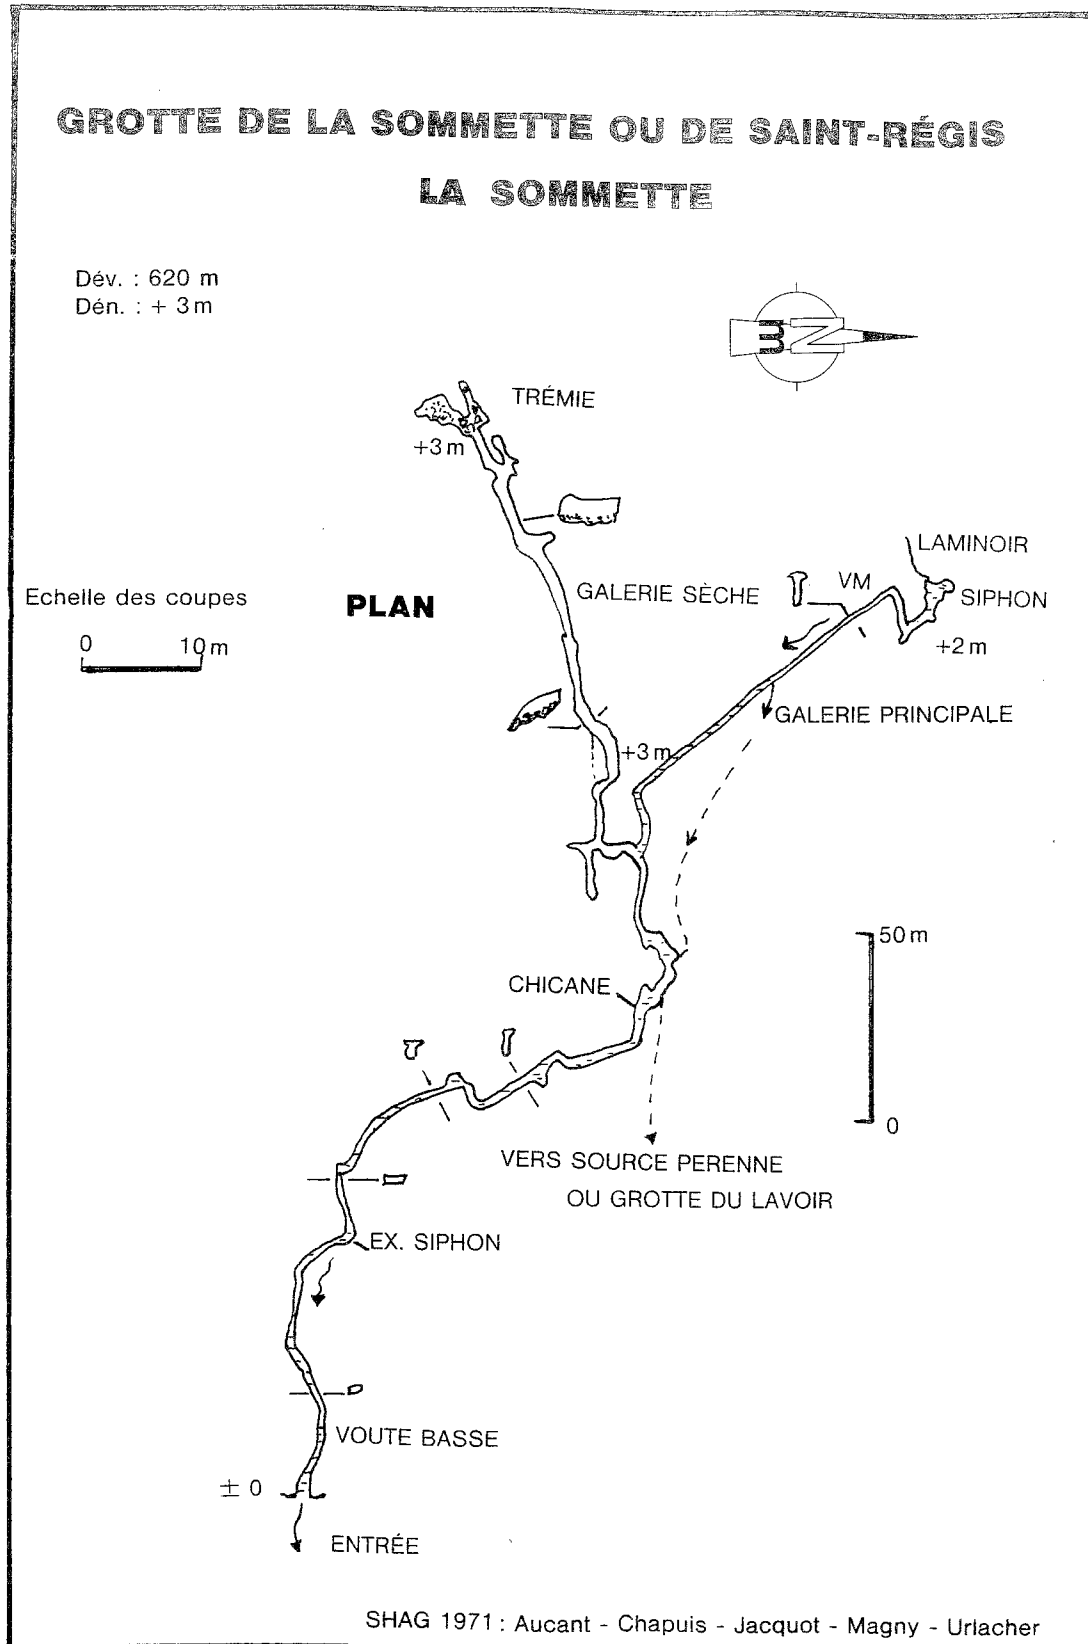 GROTTE DE LA SOMMETTE OU DE SAINT-RÉGIS
LA SOMMETTE
Dév. : 620 m
Dén. : + 3 m
N
m
TRÉMIE
+3 m
LAMINOIR
VM
SIPHON
+2 m
GALERIE SÈCHE
Echelle des coupes
0 10 m
PLAN
GALERIE PRINCIPALE
+3 m
50 m
0
CHICANE
VERS SOURCE PERENNE
OU GROTTE DU LAVOIR
EX. SIPHON
VOUTE BASSE
± 0
ENTRÉE
SHAG 1971 : Aucant - Chapuis - Jacquot - Magny - Urlacher